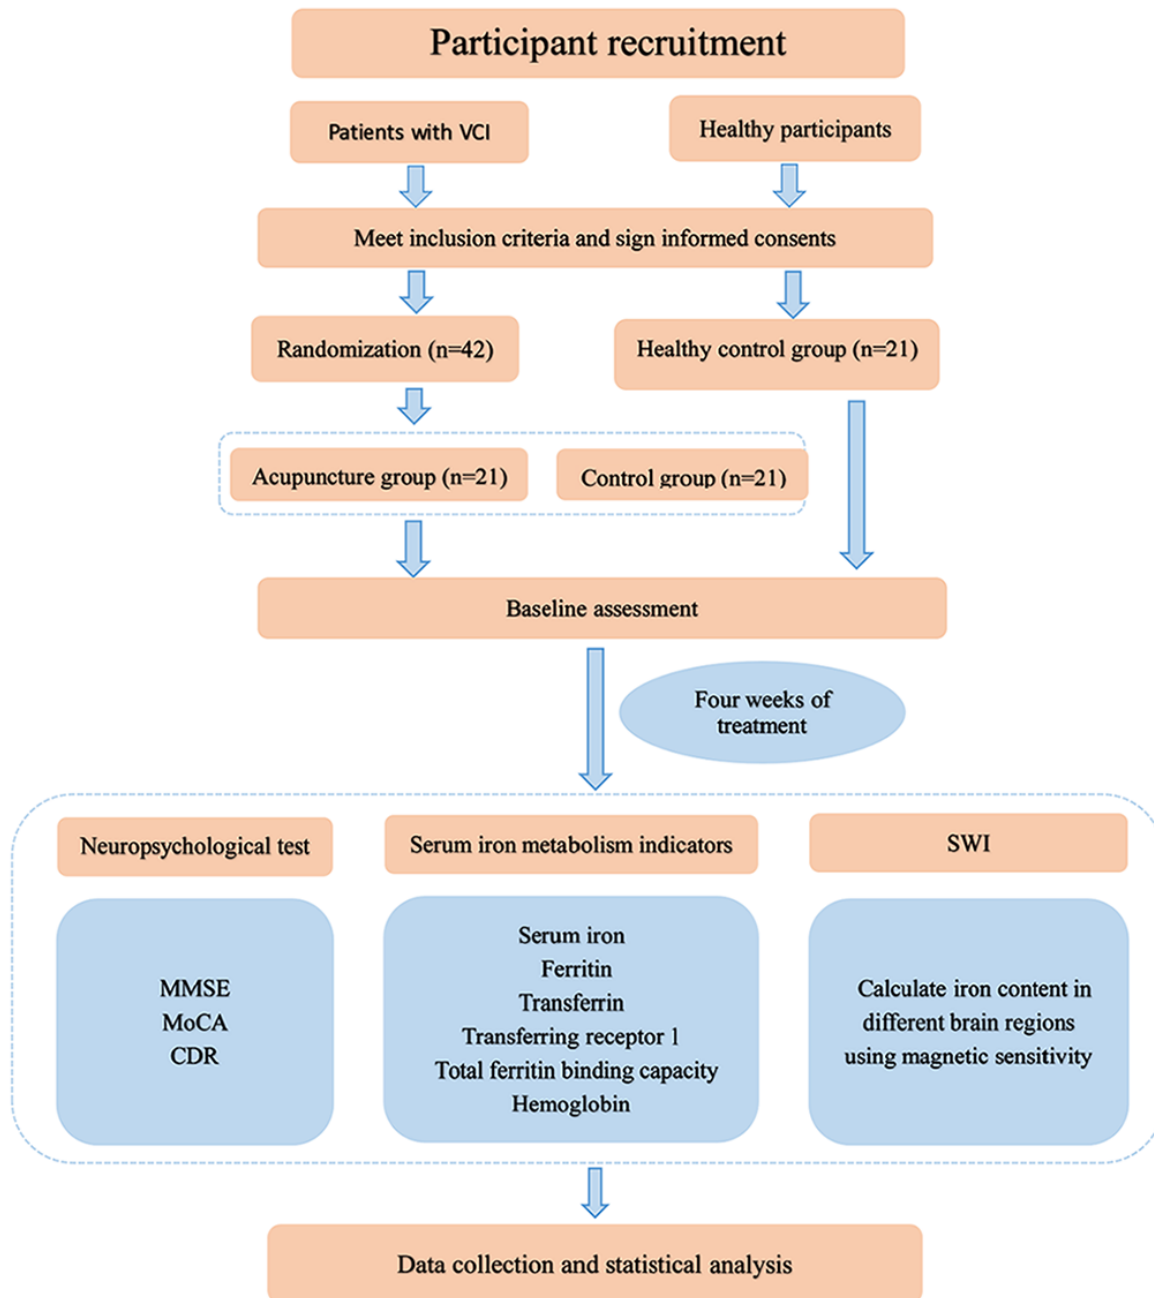 Participant recruitment
Patients with VCI
Healthy participants
Meet inclusion criteria and sign informed consents
Randomization (n=42)
Healthy control group (n=21)
Acupuncture group (n=21)
Control group (n=21)
Baseline assessment
Four weeks of
treatment
Neuropsychological test
MMSE
MoCA
CDR
Serum iron metabolism indicators
Serum iron
Ferritin
Transferrin
Transferring receptor 1
Total ferritin binding capacity
Hemoglobin
SWI
Calculate iron content in
different brain regions
using magnetic sensitivity
Data collection and statistical analysis